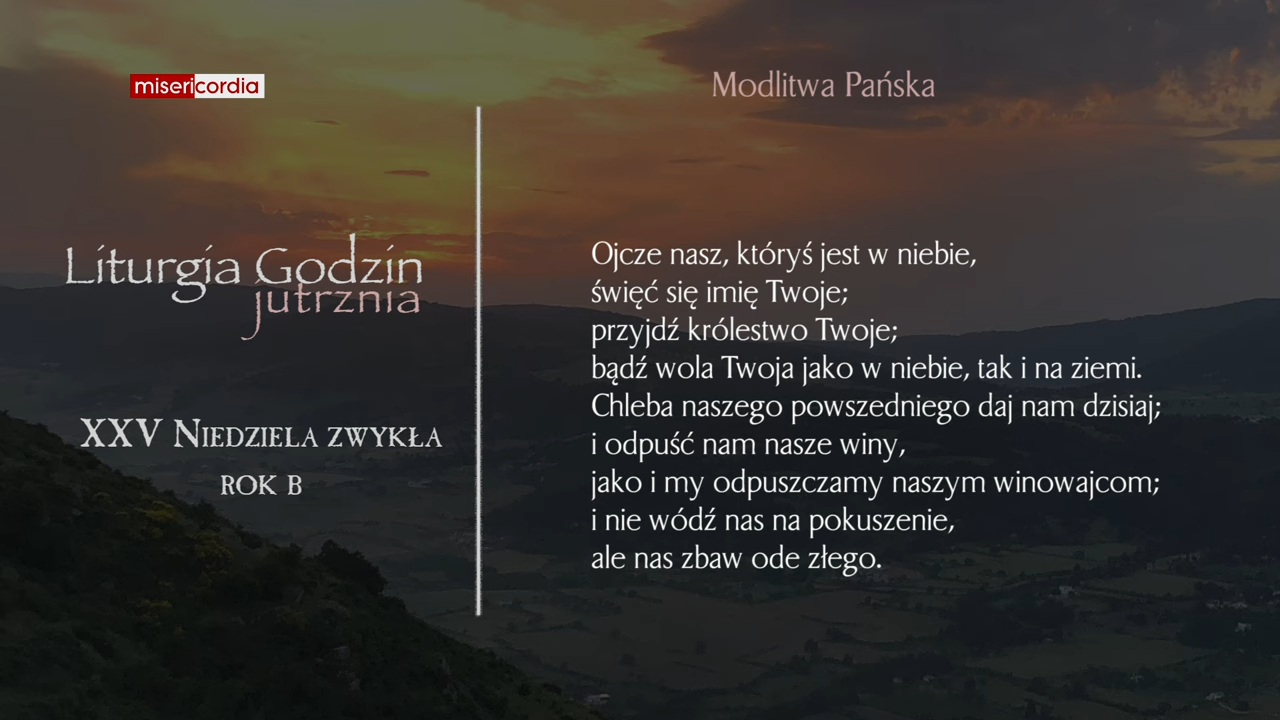 misericordia
Liturgia Godzin
jutrznia
XXV Niedziela zwykła
rok B
Modlitwa Pańska
Ojcze nasz, któryś jest w niebie,
święć się imię Twoje;
przyjdź królestwo Twoje;
bądź wola Twoja jako w niebie, tak i na ziemi.
Chleba naszego powszedniego daj nam dzisiaj;
i odpuść nam nasze winy,
jako i my odpuszczamy naszym winowajcom;
i nie wódź nas na pokuszenie,
ale nas zbaw ode złego.